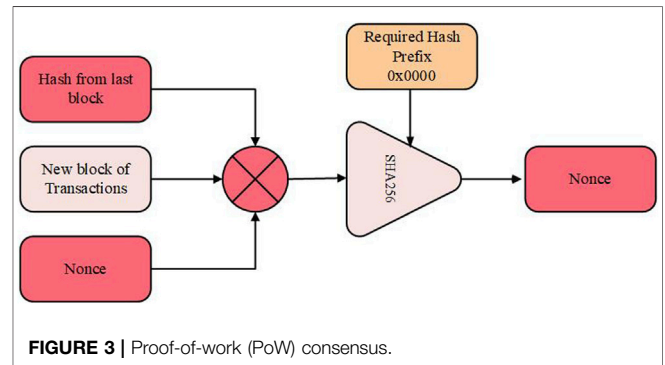 Required Hash
Prefix
0x0000
Hash from last
block
New block of
Transactions
SHA256
Nonce
Nonce
FIGURE 3 | Proof-of-work (PoW) consensus.